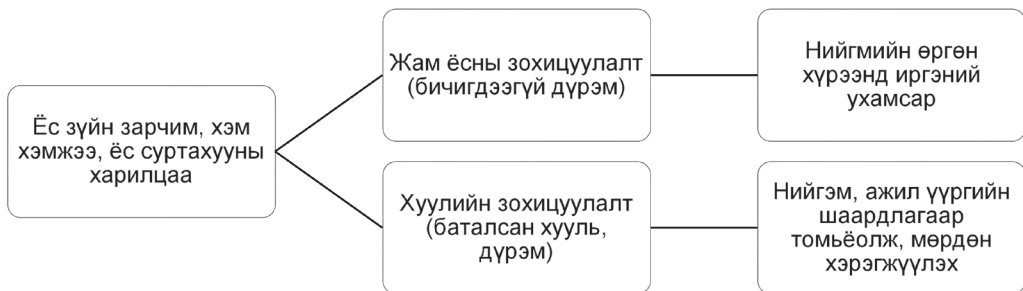 Ёс зүйн зарчим, хэм
хэмжээ, ёс суртахууны
харилцаа
Жам ёсны зохицуулалт
(бичигдээгүй дүрэм)
Нийгмийн өргөн
хүрээнд иргэний
ухамсар
Хуулийн зохицуулалт
(баталсан хууль,
дүрэм)
Нийгэм, ажил үүргийн
шаардлагаар
томьёолж, мөрдөн
хэрэгжүүлэх